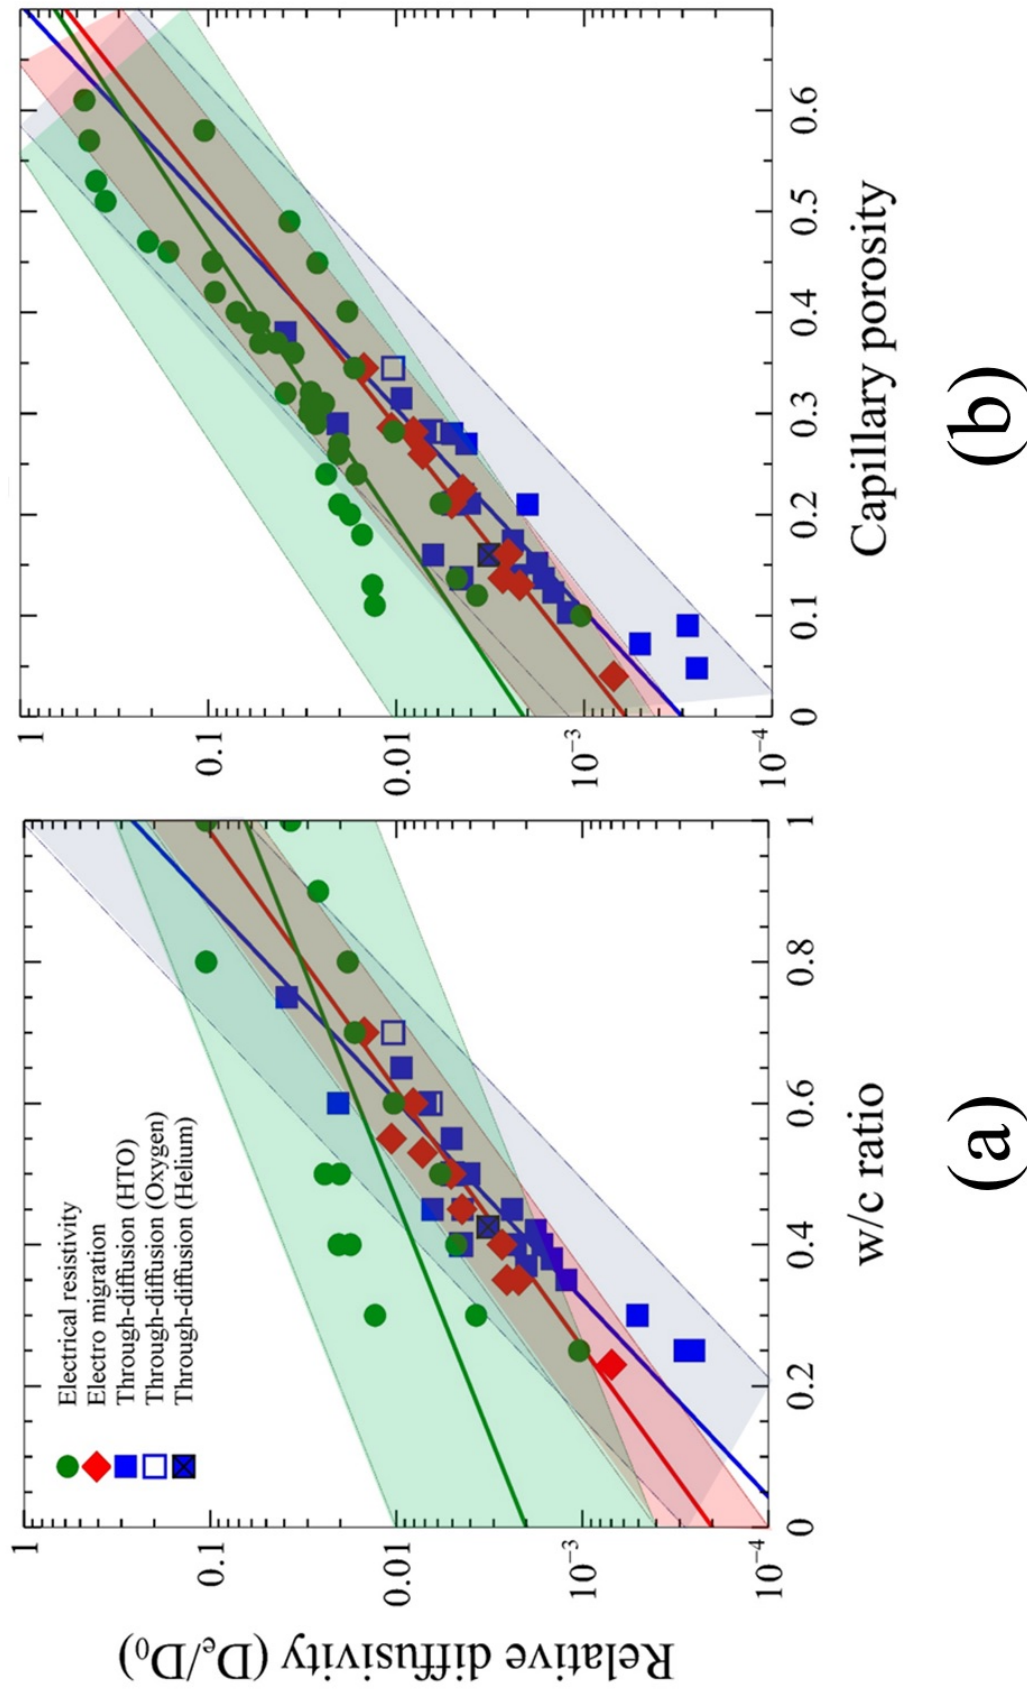 Relative diffusivity (Dₑ/D₀)
1
0.1
0.01
10⁻³
10⁻⁴
Electrical resistivity
Electro migration
Through-diffusion (HTO)
Through-diffusion (Oxygen)
Through-diffusion (Helium)
0 0.2 0.4 0.6 0.8 1
w/c ratio
(a)
1
0.1
0.01
10⁻³
10⁻⁴
0 0.1 0.2 0.3 0.4 0.5 0.6
Capillary porosity
(b)